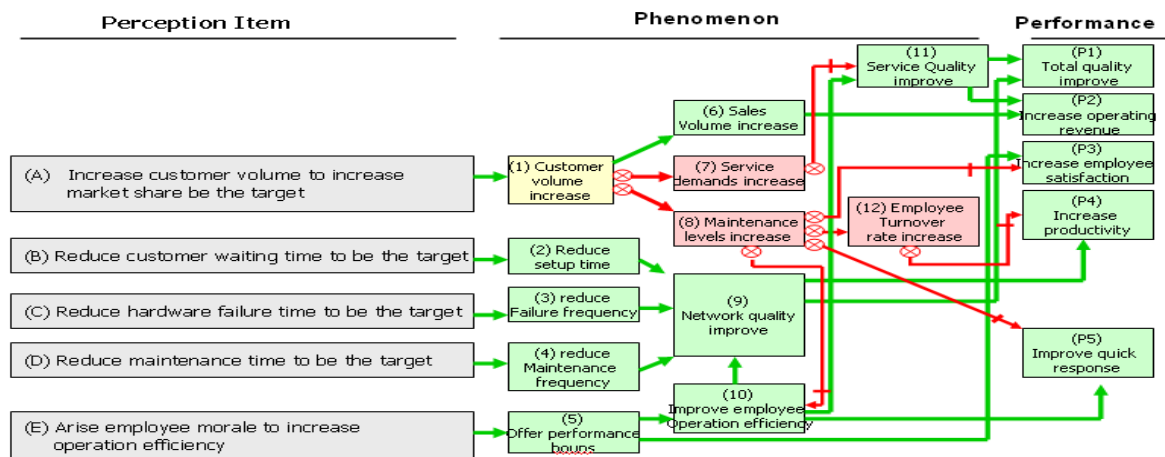 Perception Item
Phenomenon
Performance
(A) Increase customer volume to increase
market share be the target
(B) Reduce customer waiting time to be the target
(C) Reduce hardware failure time to be the target
(D) Reduce maintenance time to be the target
(E) Arise employee morale to increase
operation efficiency
(1) Customer
volume
increase
(2) Reduce
setup time
(3) reduce
Failure frequency
(4) reduce
Maintenance
frequency
(5)
Offer performance
bouns
(6) Sales
Volume increase
(7) Service
demands increase
(8) Maintenance
levels increase
(9)
Network quality
improve
(10)
Improve employee
Operation efficiency
(11)
Service Quality
improve
(12) Employee
Turnover
rate increase
(P1)
Total quality
improve
(P2)
Increase operating
revenue
(P3)
Increase employee
satisfaction
(P4)
Increase
productivity
(P5)
Improve quick
response